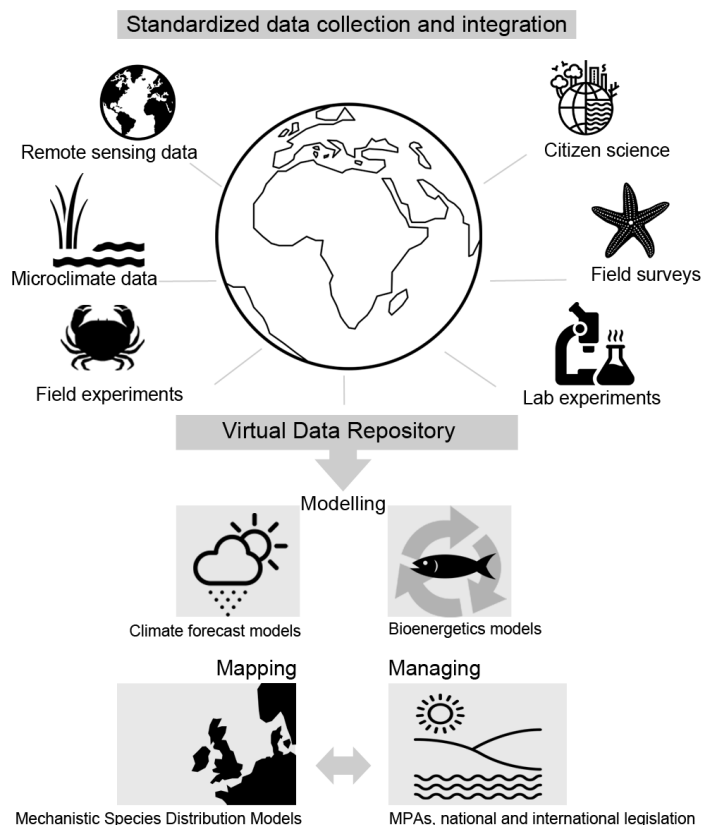 Standardized data collection and integration
Remote sensing data
Citizen science
Microclimate data
Field surveys
Field experiments
Lab experiments
Virtual Data Repository
Modelling
Climate forecast models
Bioenergetics models
Mapping
Managing
Mechanistic Species Distribution Models
MPAs, national and international legislation